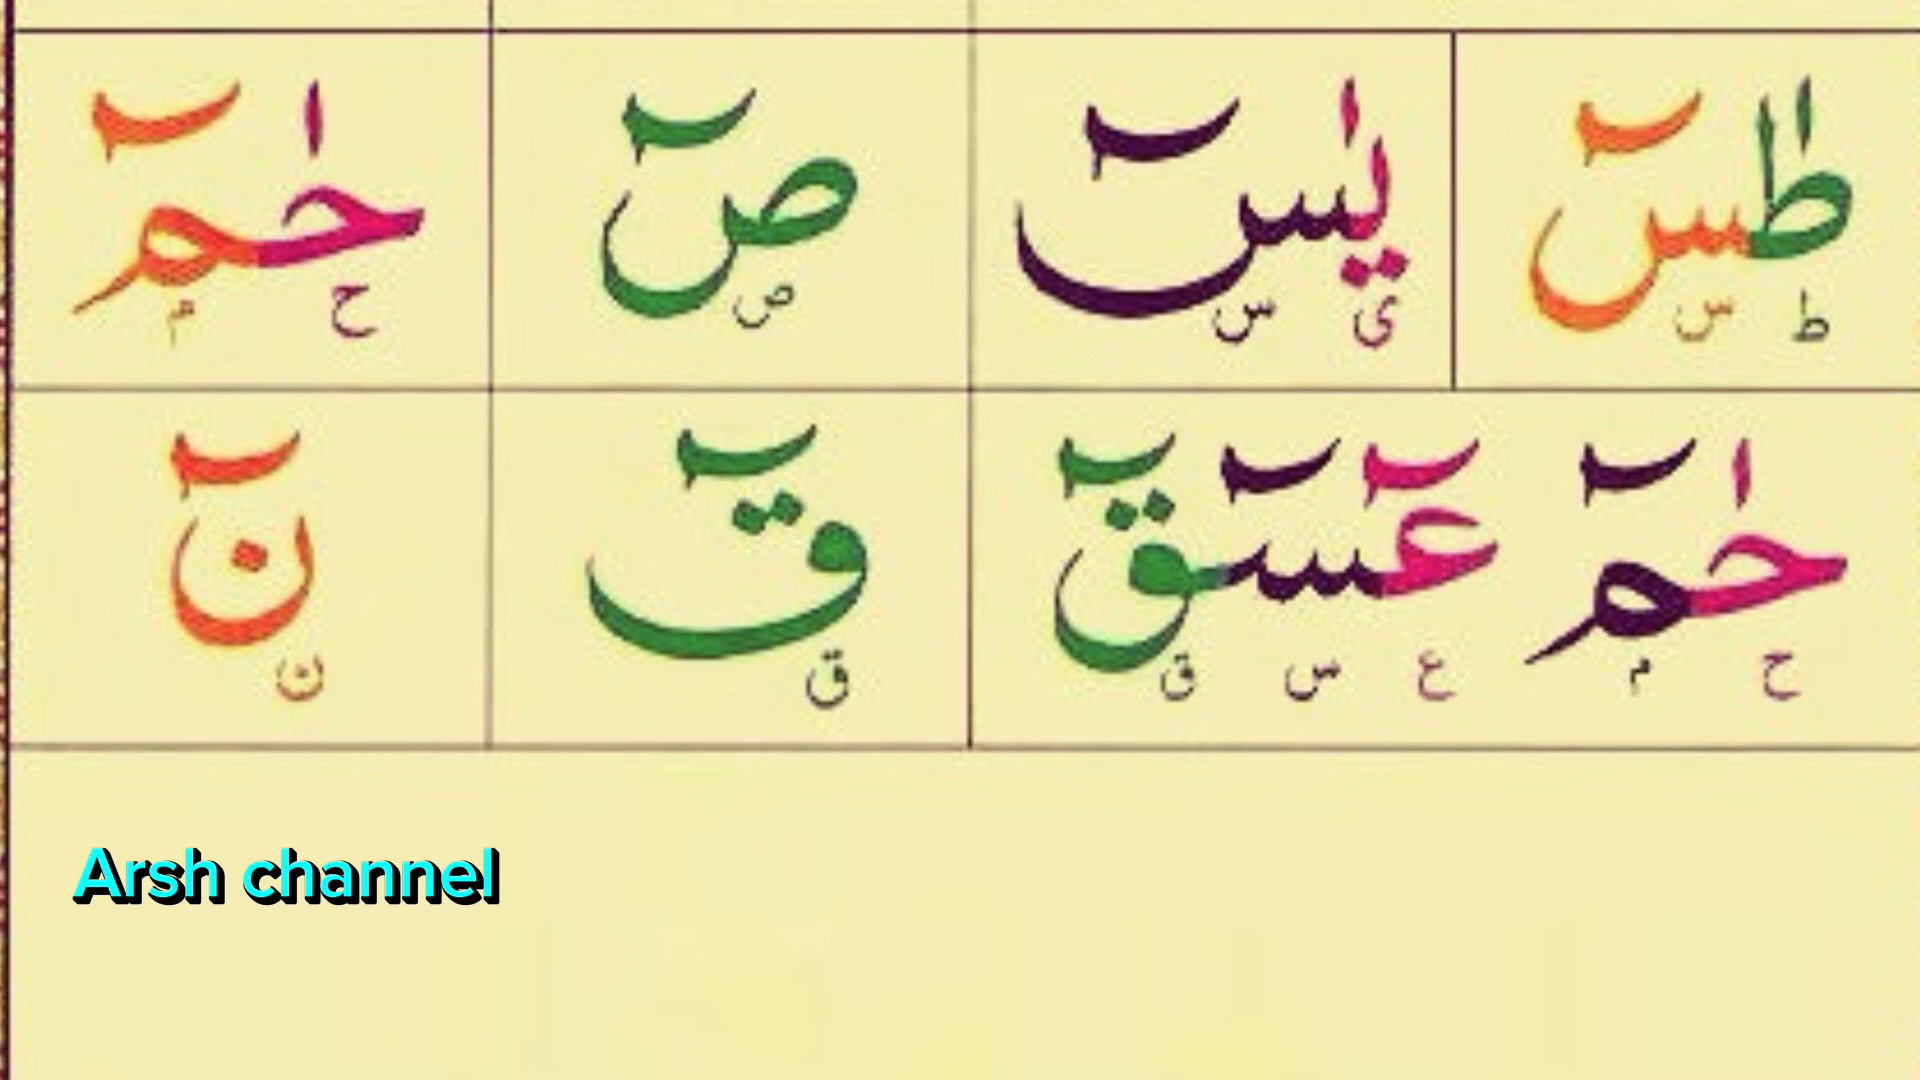 طٰسٓ يٰسٓ صٓ حٰمٓ
ط س ی س ص ح م
حٰمٓ عٓسٓقٓ قٓ نٓ
ح م ع س ق ق ن
Arsh channel